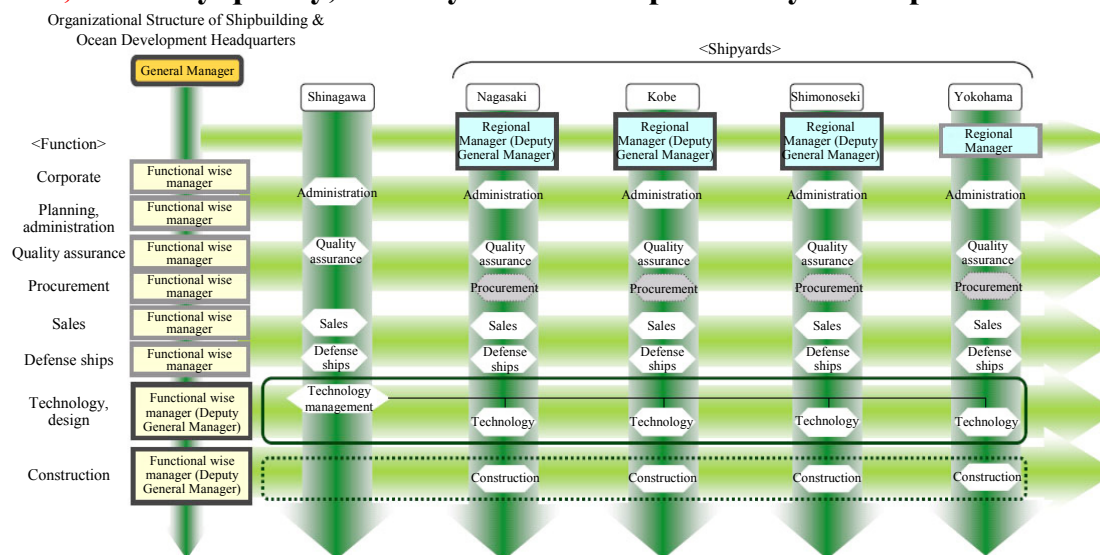 Organizational Structure of Shipbuilding &
Ocean Development Headquarters
<Shipyards>
General Manager
Shinagawa
Nagasaki
Kobe
Shimonoseki
Yokohama
<Function>
Regional
Manager (Deputy
General Manager)
Regional
Manager (Deputy
General Manager)
Regional
Manager (Deputy
General Manager)
Regional
Manager
Corporate
Functional wise
manager
Administration
Administration
Administration
Administration
Administration
Planning,
administration
Functional wise
manager
Quality assurance
Functional wise
manager
Quality
assurance
Quality
assurance
Quality
assurance
Quality
assurance
Quality
assurance
Procurement
Functional wise
manager
Procurement
Procurement
Procurement
Procurement
Sales
Functional wise
manager
Sales
Sales
Sales
Sales
Sales
Defense ships
Functional wise
manager
Defense
ships
Defense
ships
Defense
ships
Defense
ships
Defense
ships
Technology,
design
Functional wise
manager (Deputy
General Manager)
Technology
management
Technology
Technology
Technology
Technology
Construction
Functional wise
manager (Deputy
General Manager)
Construction
Construction
Construction
Construction